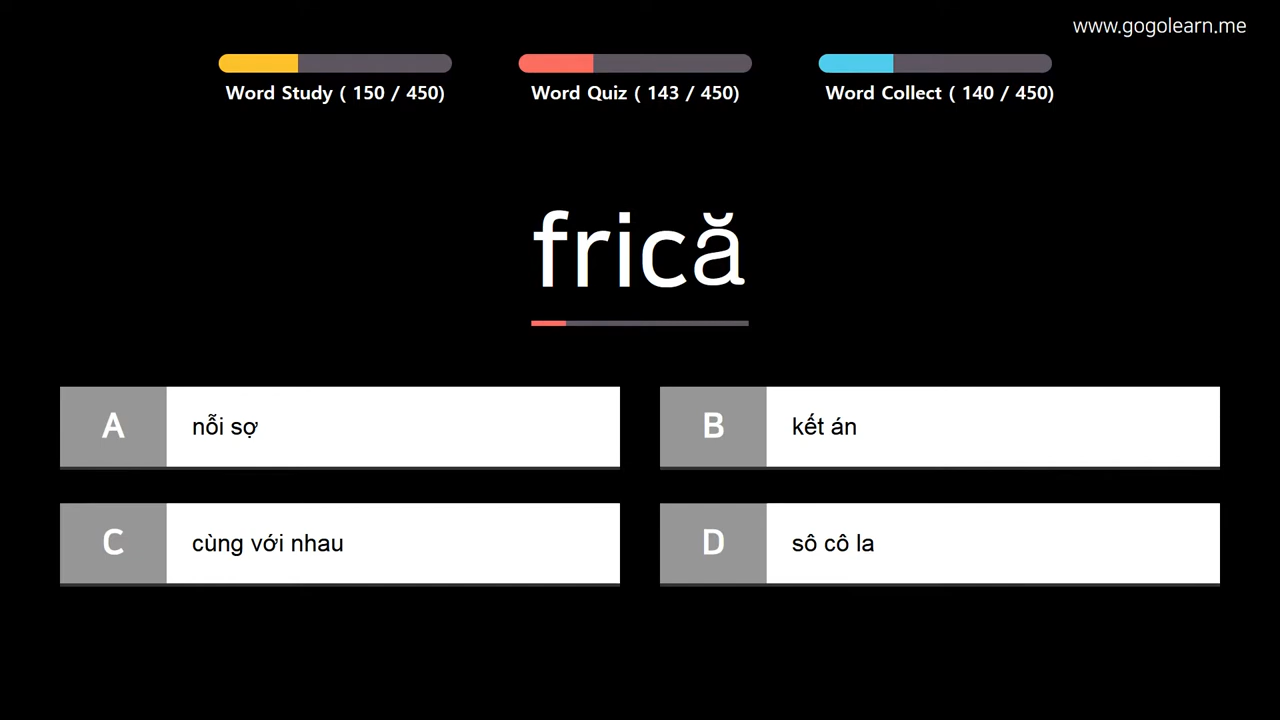 www.gogolearn.me
Word Study ( 150 / 450)
Word Quiz ( 143 / 450)
Word Collect ( 140 / 450)
frică
A
nỗi sợ
B
kết án
C
cùng với nhau
D
sô cô la